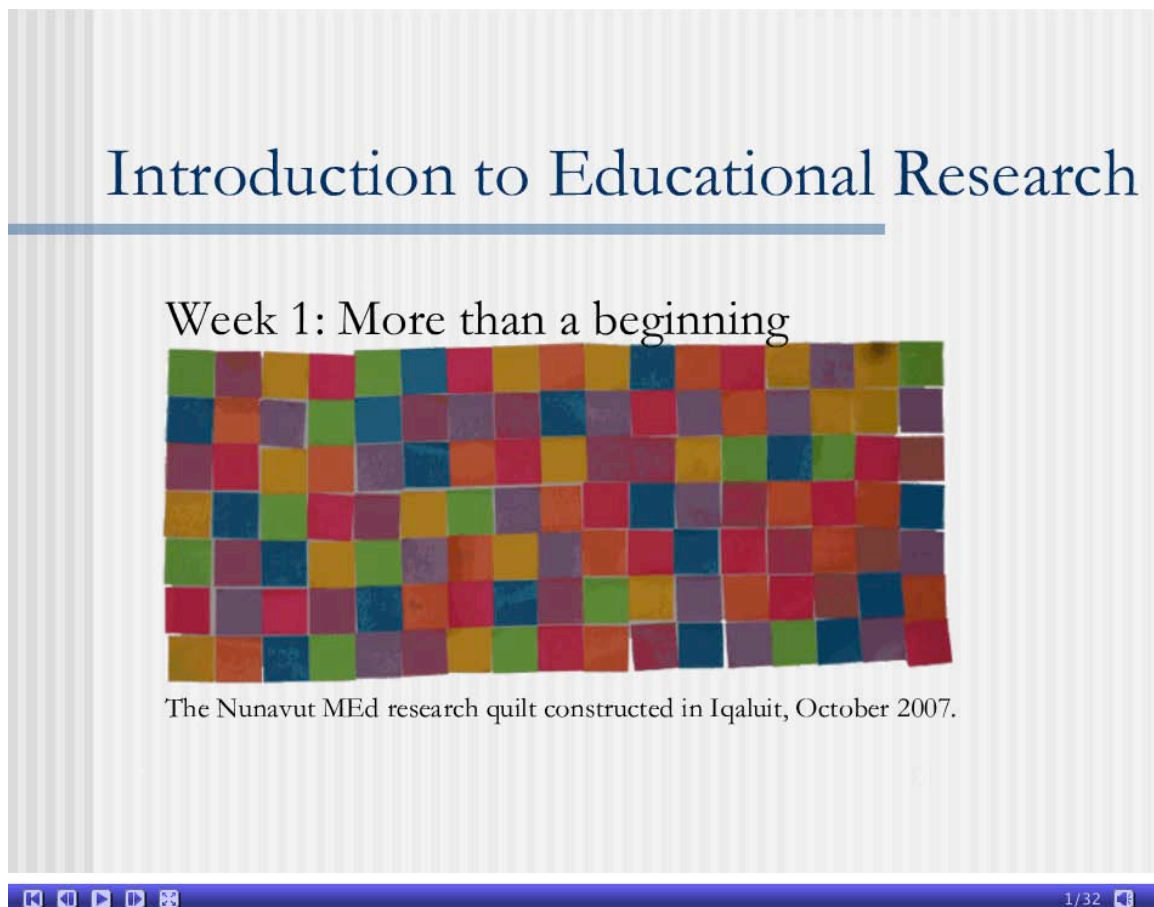 Introduction to Educational Research
Week 1: More than a beginning
The Nunavut MEd research quilt constructed in Iqaluit, October 2007.
1/32